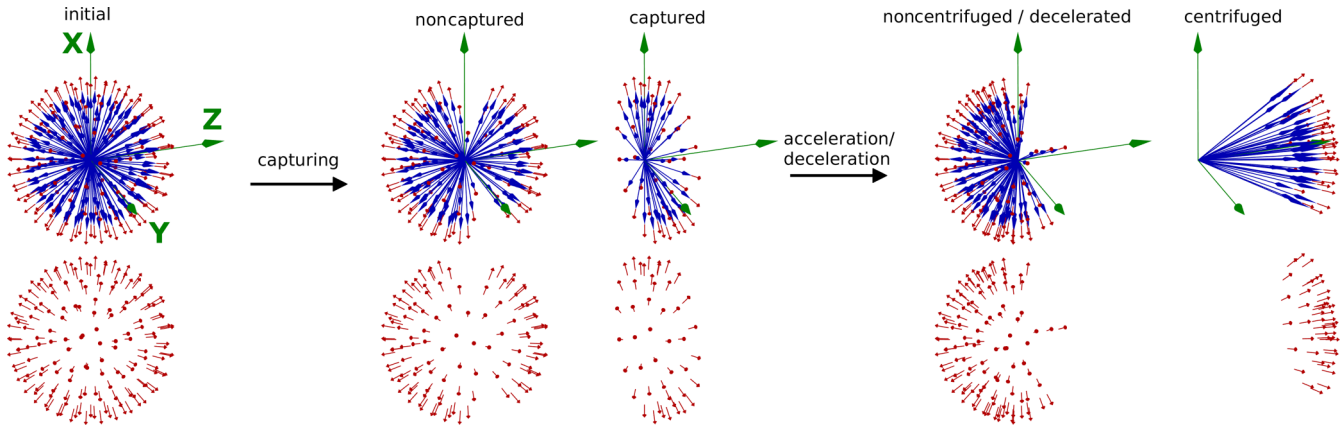 initial
noncaptured
captured
noncentrifuged / decelerated
centrifuged
X
Z
Y
capturing
acceleration/
deceleration